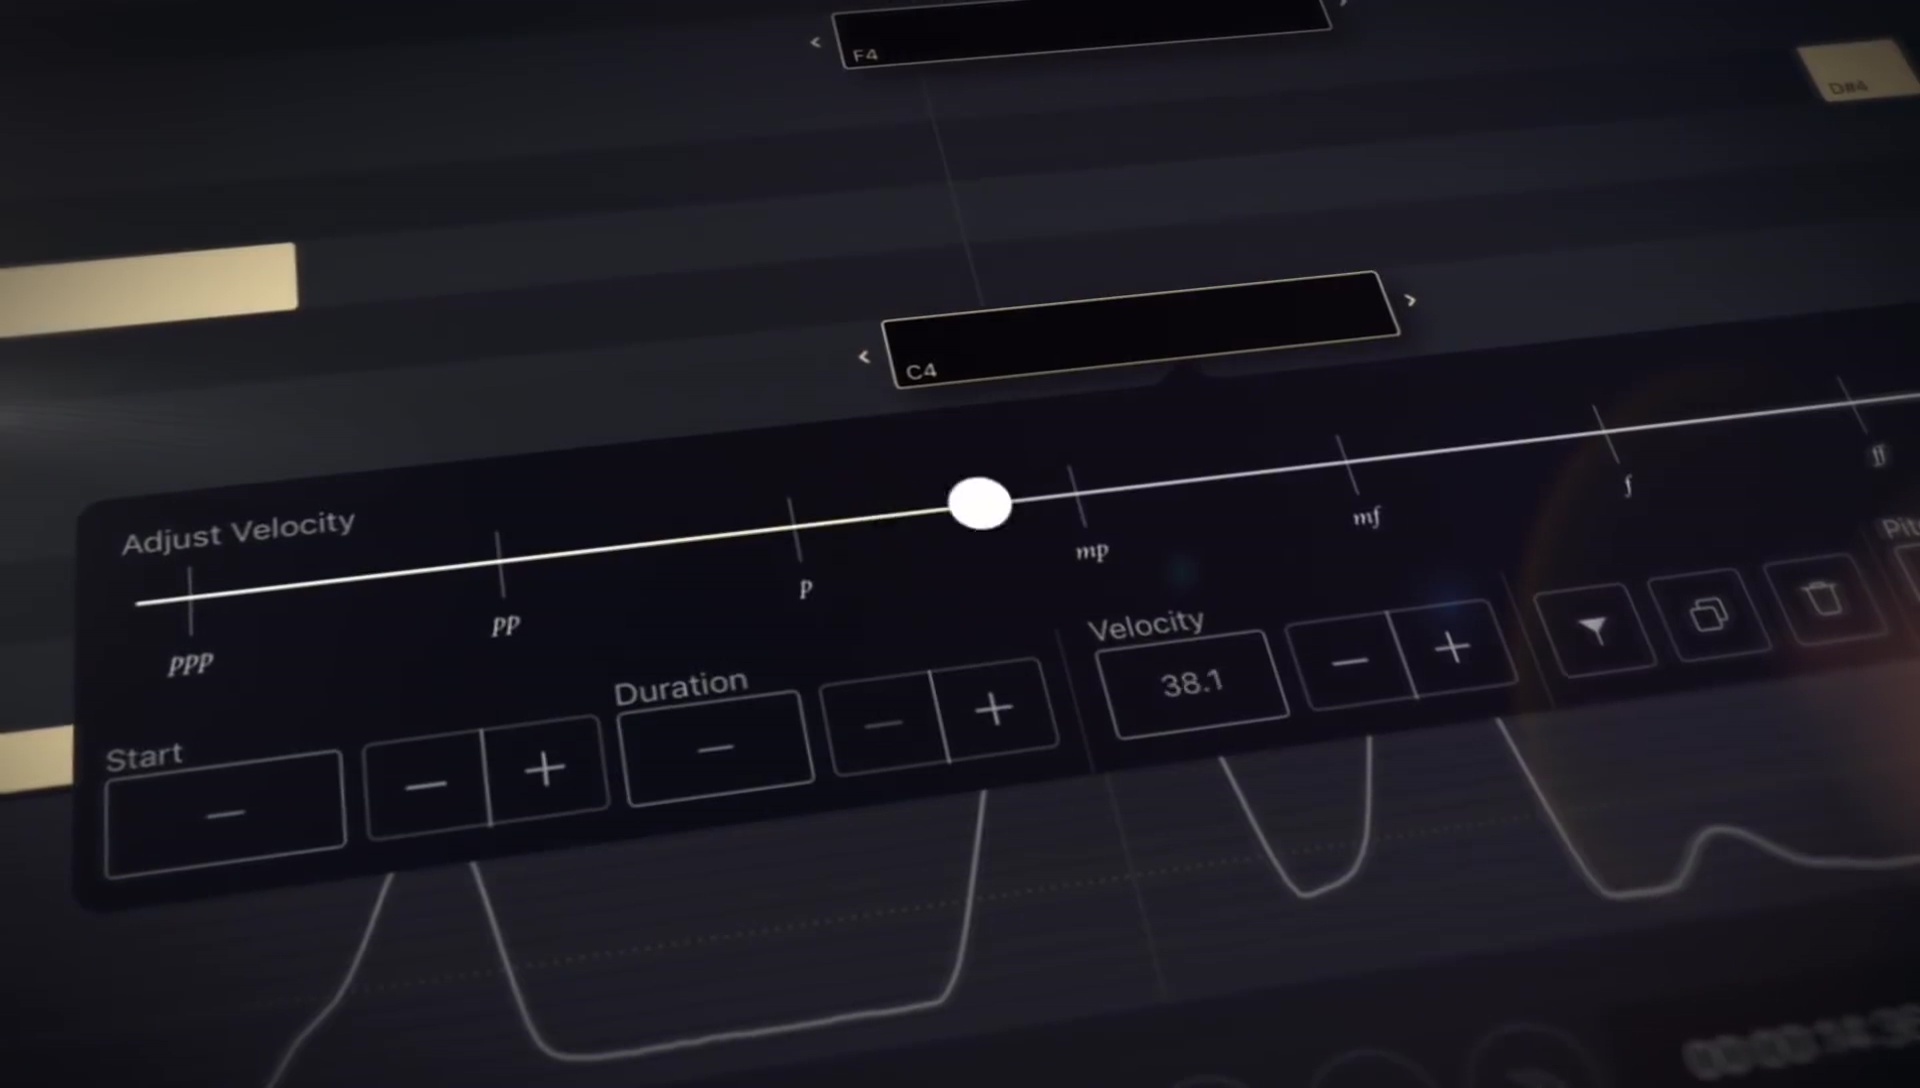 F4
D#4
C4
Adjust Velocity
ppp
pp
p
mp
mf
f
ff
Start
—
— +
Duration
—
— +
Velocity
38.1
— +